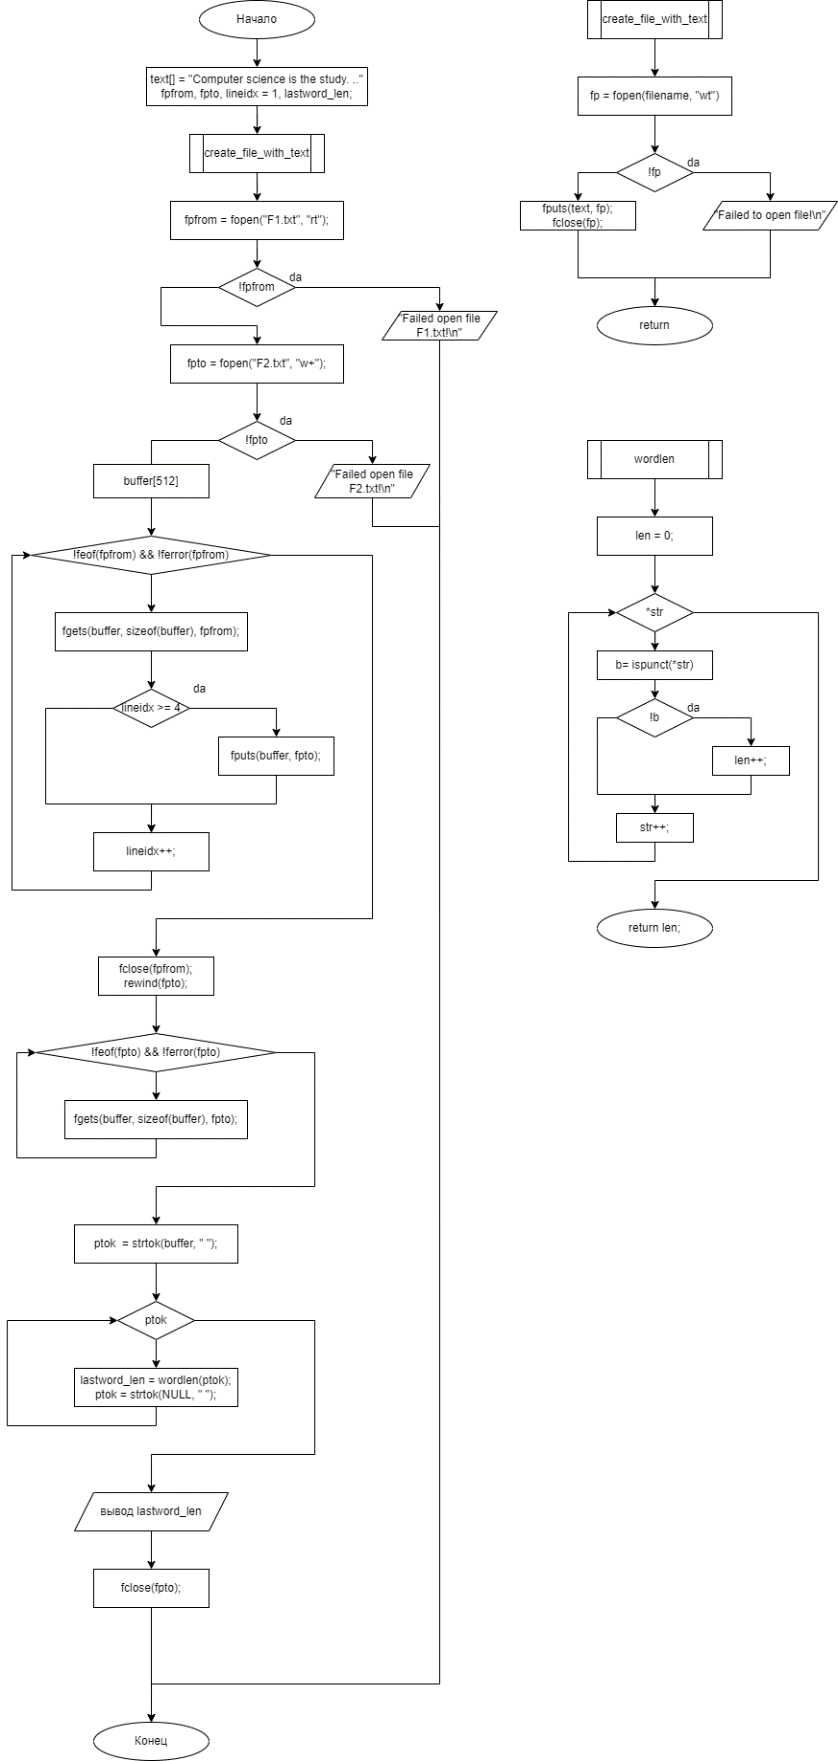 Начало
text[] = "Computer science is the study. .."
fpfrom, fpto, lineidx = 1, lastword_len;
create_file_with_text
fpfrom = fopen("F1.txt", "rt");
!fpfrom
da
"Failed open file
F1.txt!\n"
fpto = fopen("F2.txt", "w+");
!fpto
da
"Failed open file
F2.txt!\n"
buffer[512]
!feof(fpfrom) && !ferror(fpfrom)
fgets(buffer, sizeof(buffer), fpfrom);
lineidx >= 4
da
fputs(buffer, fpto);
lineidx++;
fclose(fpfrom);
rewind(fpto);
!feof(fpto) && !ferror(fpto)
fgets(buffer, sizeof(buffer), fpto);
ptok = strtok(buffer, " ");
ptok
lastword_len = wordlen(ptok);
ptok = strtok(NULL, " ");
вывод lastword_len
fclose(fpto);
Конец
create_file_with_text
fp = fopen(filename, "wt")
!fp
da
fputs(text, fp);
fclose(fp);
"Failed to open file!\n"
return
wordlen
len = 0;
*str
b= ispunct(*str)
!b
da
len++;
str++;
return len;